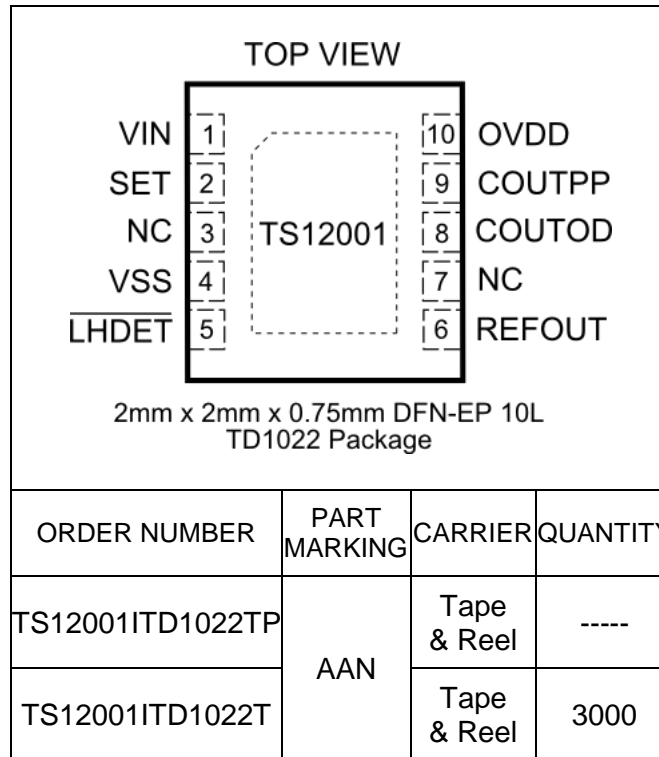 TOP VIEW
VIN 1 10 OVDD
SET 2 9 COUTPP
NC 3 TS12001 8 COUTOD
VSS 4 7 NC
LHDET 5 6 REFOUT
2mm x 2mm x 0.75mm DFN-EP 10L
TD1022 Package
ORDER NUMBER PART MARKING CARRIER QUANTITY
TS12001ITD1022TP AAN Tape & Reel -----
TS12001ITD1022T Tape & Reel 3000